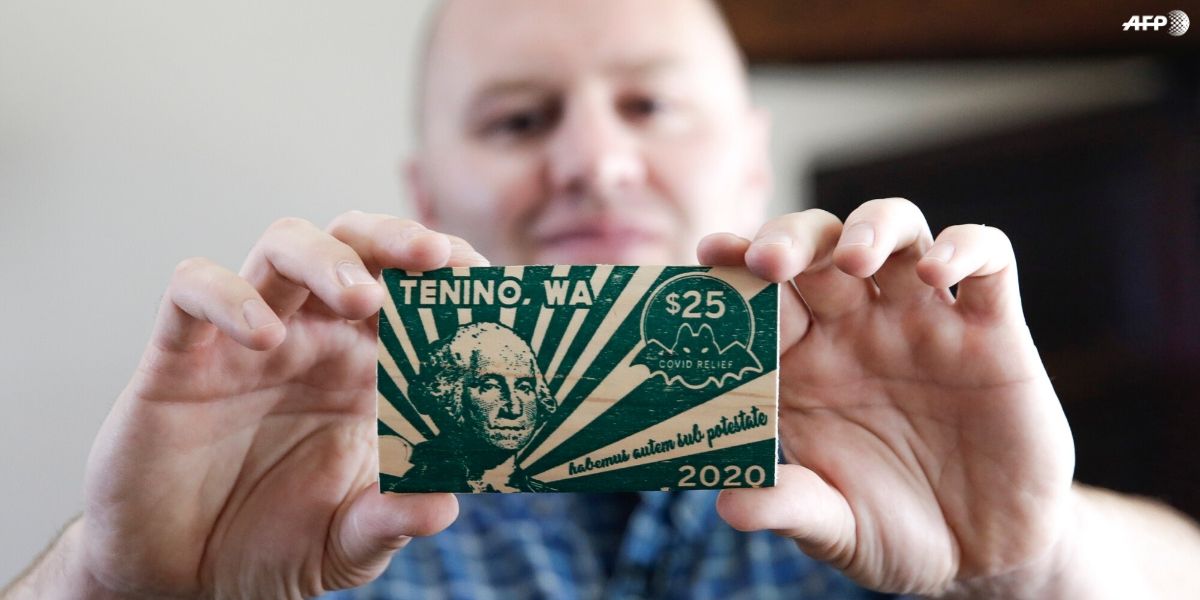 AFP
TENINO, WA
$25
COVID RELIEF
habemus autem sub potestate
2020